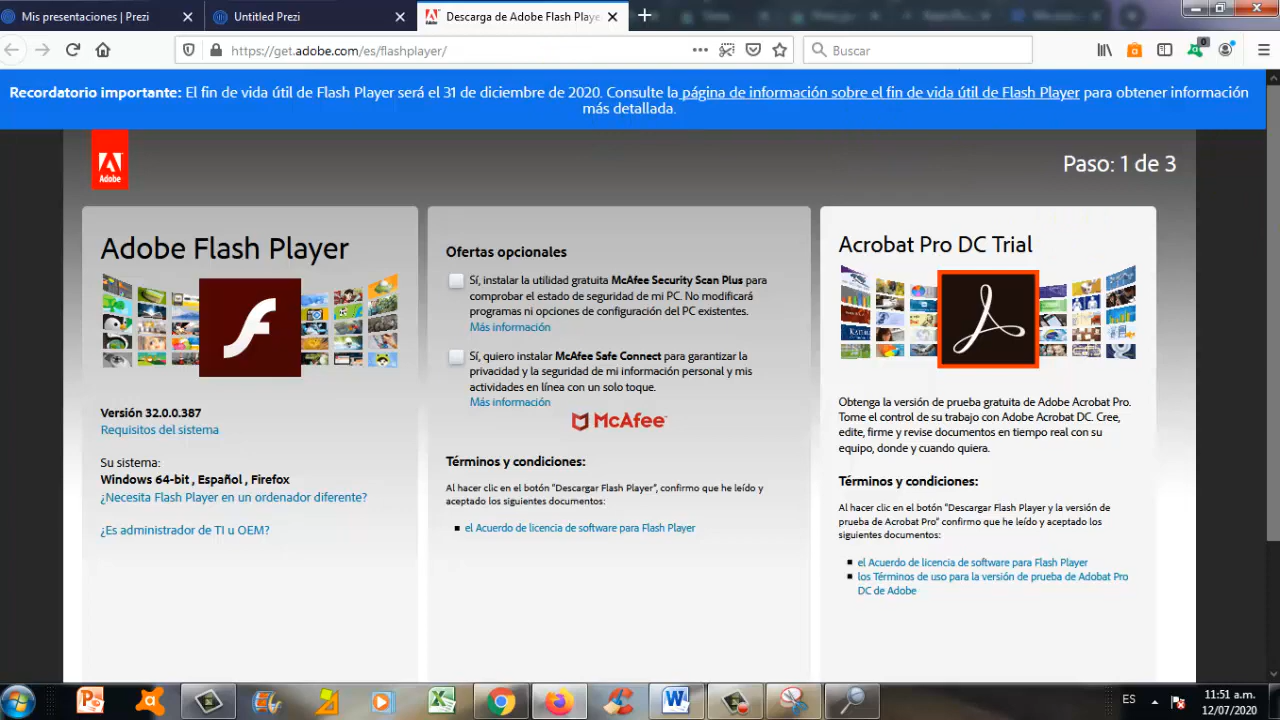 Mis presentaciones | Prezi
Untitled Prezi
Descarga de Adobe Flash Playe
https://get.adobe.com/es/flashplayer/
Buscar
0
Recordatorio importante: El fin de vida útil de Flash Player será el 31 de diciembre de 2020. Consulte la página de información sobre el fin de vida útil de Flash Player para obtener información
más detallada.
Adobe
Paso: 1 de 3
Adobe Flash Player
Versión 32.0.0.387
Requisitos del sistema
Su sistema:
Windows 64-bit , Español , Firefox
¿Necesita Flash Player en un ordenador diferente?
¿Es administrador de TI u OEM?
Ofertas opcionales
Sí, instalar la utilidad gratuita McAfee Security Scan Plus para
comprobar el estado de seguridad de mi PC. No modificará
programas ni opciones de configuración del PC existentes.
Más información
Sí, quiero instalar McAfee Safe Connect para garantizar la
privacidad y la seguridad de mi información personal y mis
actividades en línea con un solo toque.
Más información
McAfee
Términos y condiciones:
Al hacer clic en el botón "Descargar Flash Player", confirmo que he leído y
aceptado los siguientes documentos:
el Acuerdo de licencia de software para Flash Player
Acrobat Pro DC Trial
Obtenga la versión de prueba gratuita de Adobe Acrobat Pro.
Tome el control de su trabajo con Adobe Acrobat DC. Cree,
edite, firme y revise documentos en tiempo real con su
equipo, donde y cuando quiera.
Términos y condiciones:
Al hacer clic en el botón "Descargar Flash Player y la versión de
prueba de Acrobat Pro" confirmo que he leído y aceptado los
siguientes documentos:
el Acuerdo de licencia de software para Flash Player
los Términos de uso para la versión de prueba de Adobat Pro
DC de Adobe
ES
11:51 a.m.
12/07/2020